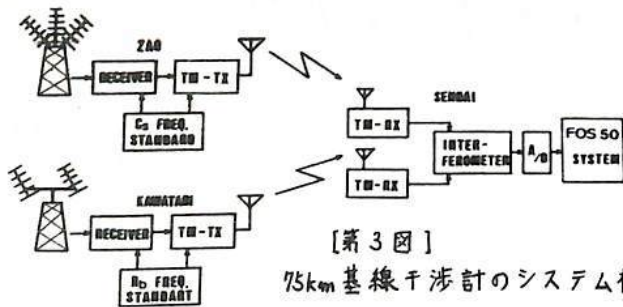 ZAO
RECEIVER
TM-TX
Cs FREQ.
STANDARD
KAWATABI
RECEIVER
TM-TX
Rb FREQ.
STANDART
SENDAI
TM-RX
TM-RX
INTER-
FEROMETER
A/D
FOS 50
SYSTEM
[第3図]
75km基線干渉計のシステム